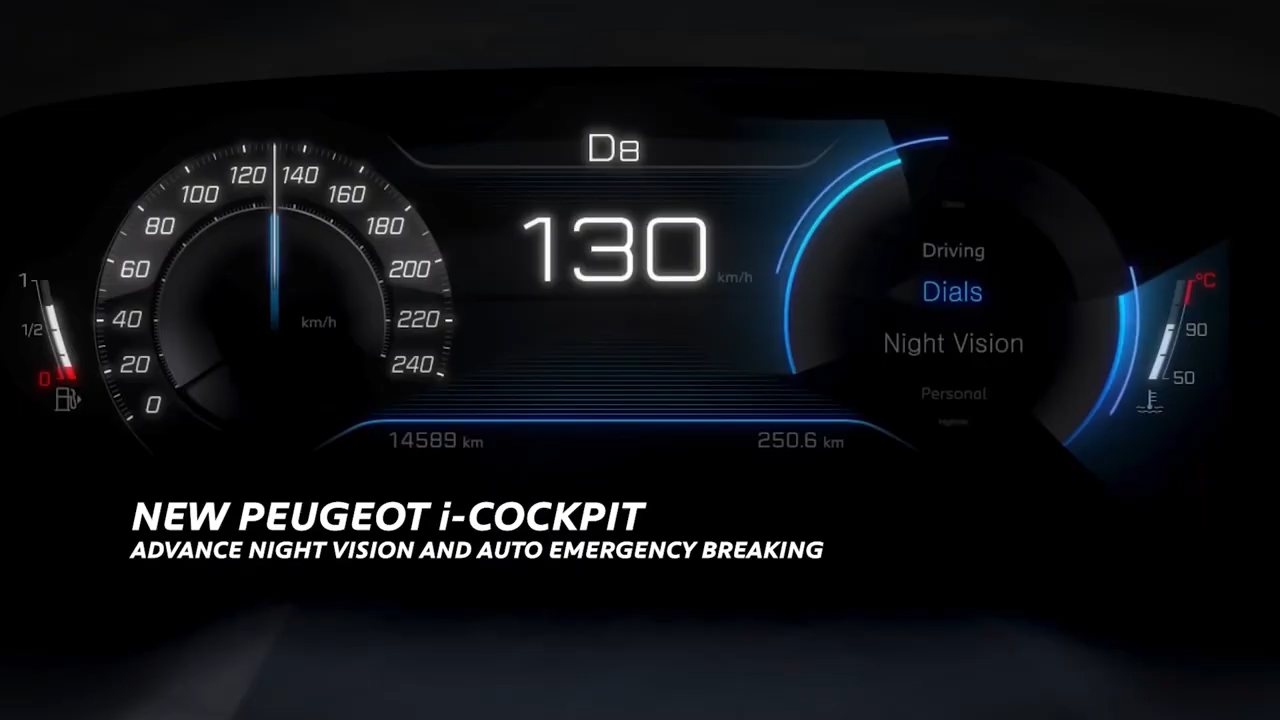 D8
120 140
100 160
80 180
60 200
40 220
20 240
0
km/h
130 km/h
Driving
Dials
Night Vision
Personal
1
1/2
0
°C
90
50
14589 km
250.6 km
NEW PEUGEOT i-COCKPIT
ADVANCE NIGHT VISION AND AUTO EMERGENCY BREAKING